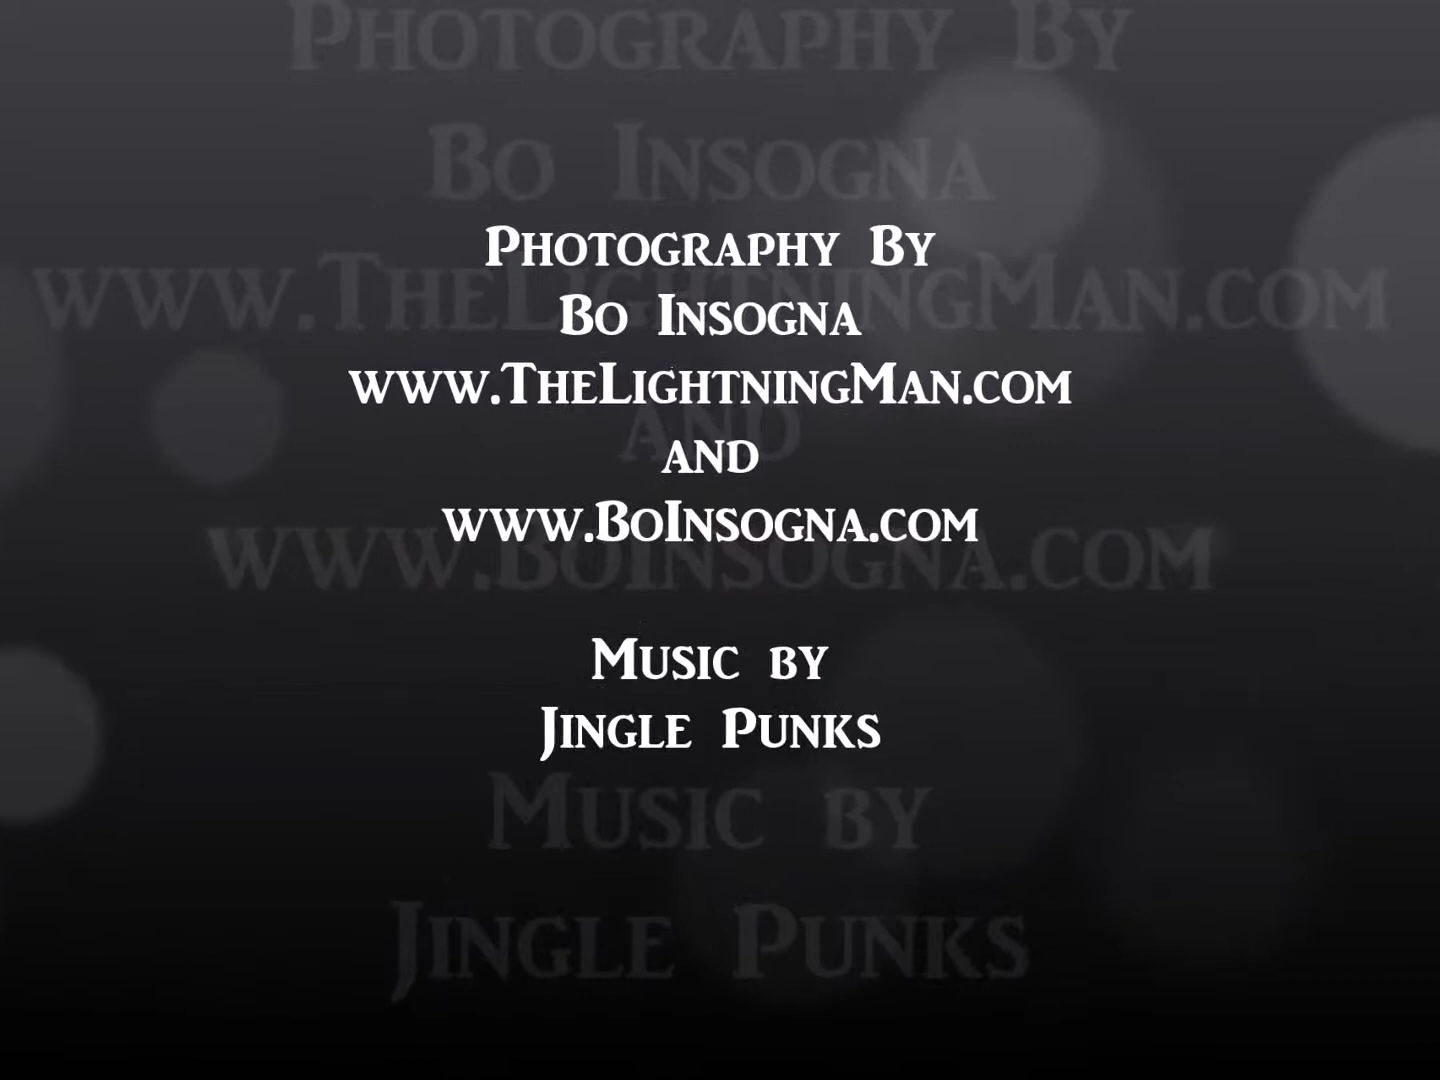 Photography By
Bo Insogna
www.TheLightningMan.com
and
www.BoInsogna.com
Music by
Jingle Punks